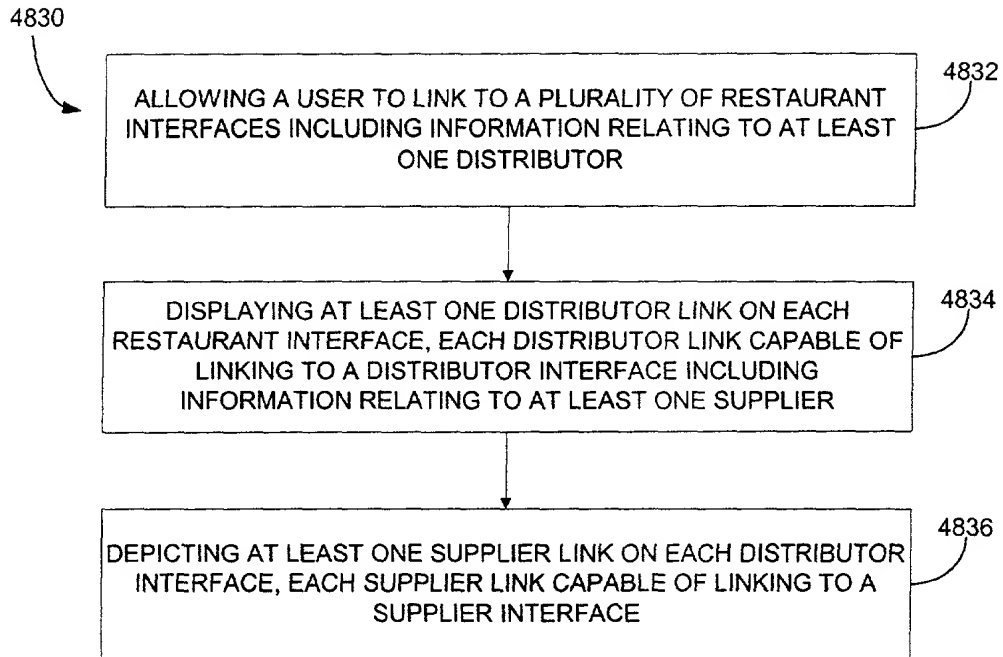 4830
4832
ALLOWING A USER TO LINK TO A PLURALITY OF RESTAURANT
INTERFACES INCLUDING INFORMATION RELATING TO AT LEAST
ONE DISTRIBUTOR
4834
DISPLAYING AT LEAST ONE DISTRIBUTOR LINK ON EACH
RESTAURANT INTERFACE, EACH DISTRIBUTOR LINK CAPABLE OF
LINKING TO A DISTRIBUTOR INTERFACE INCLUDING
INFORMATION RELATING TO AT LEAST ONE SUPPLIER
4836
DEPICTING AT LEAST ONE SUPPLIER LINK ON EACH DISTRIBUTOR
INTERFACE, EACH SUPPLIER LINK CAPABLE OF LINKING TO A
SUPPLIER INTERFACE